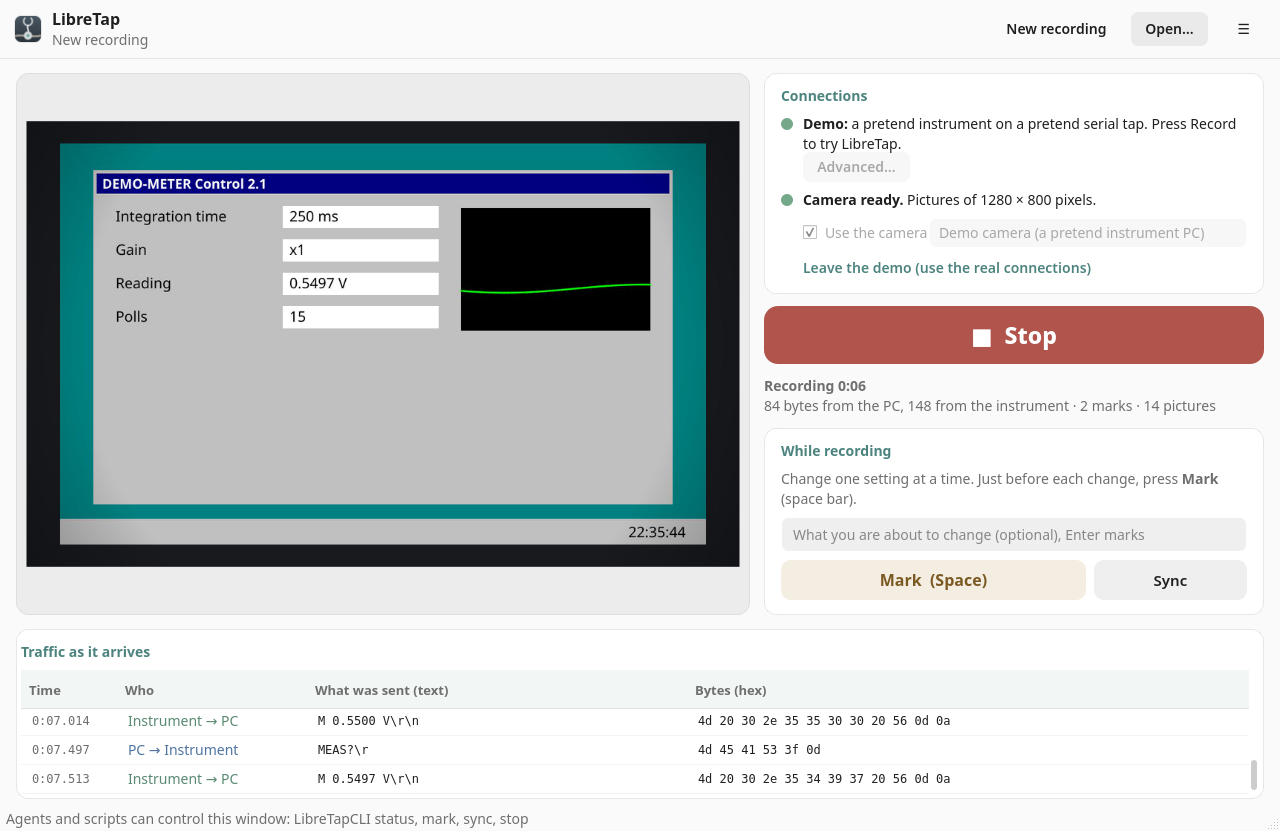 LibreTap
New recording
New recording
Open...
☰
DEMO-METER Control 2.1
Integration time 250 ms
Gain x1
Reading 0.5497 V
Polls 15
22:35:44
Connections
Demo: a pretend instrument on a pretend serial tap. Press Record
to try LibreTap.
Advanced...
Camera ready. Pictures of 1280 × 800 pixels.
Use the camera Demo camera (a pretend instrument PC)
Leave the demo (use the real connections)
Stop
Recording 0:06
84 bytes from the PC, 148 from the instrument · 2 marks · 14 pictures
While recording
Change one setting at a time. Just before each change, press Mark
(space bar).
What you are about to change (optional), Enter marks
Mark (Space) Sync
Traffic as it arrives
Time Who What was sent (text) Bytes (hex)
0:07.014 Instrument → PC M 0.5500 V\r\n 4d 20 30 2e 35 35 30 30 20 56 0d 0a
0:07.497 PC → Instrument MEAS?\r 4d 45 41 53 3f 0d
0:07.513 Instrument → PC M 0.5497 V\r\n 4d 20 30 2e 35 34 39 37 20 56 0d 0a
Agents and scripts can control this window: LibreTapCLI status, mark, sync, stop